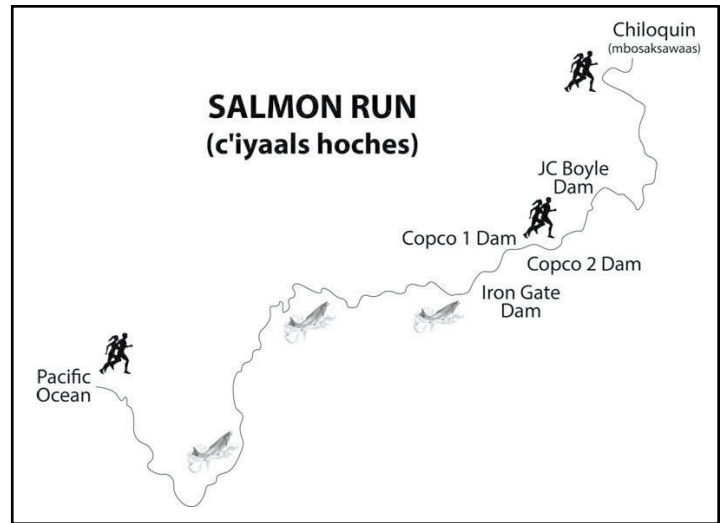 Chiloquin
(mbosaksawaas)
SALMON RUN
(c'iyaals hoches)
JC Boyle
Dam
Copco 1 Dam
Copco 2 Dam
Iron Gate
Dam
Pacific
Ocean